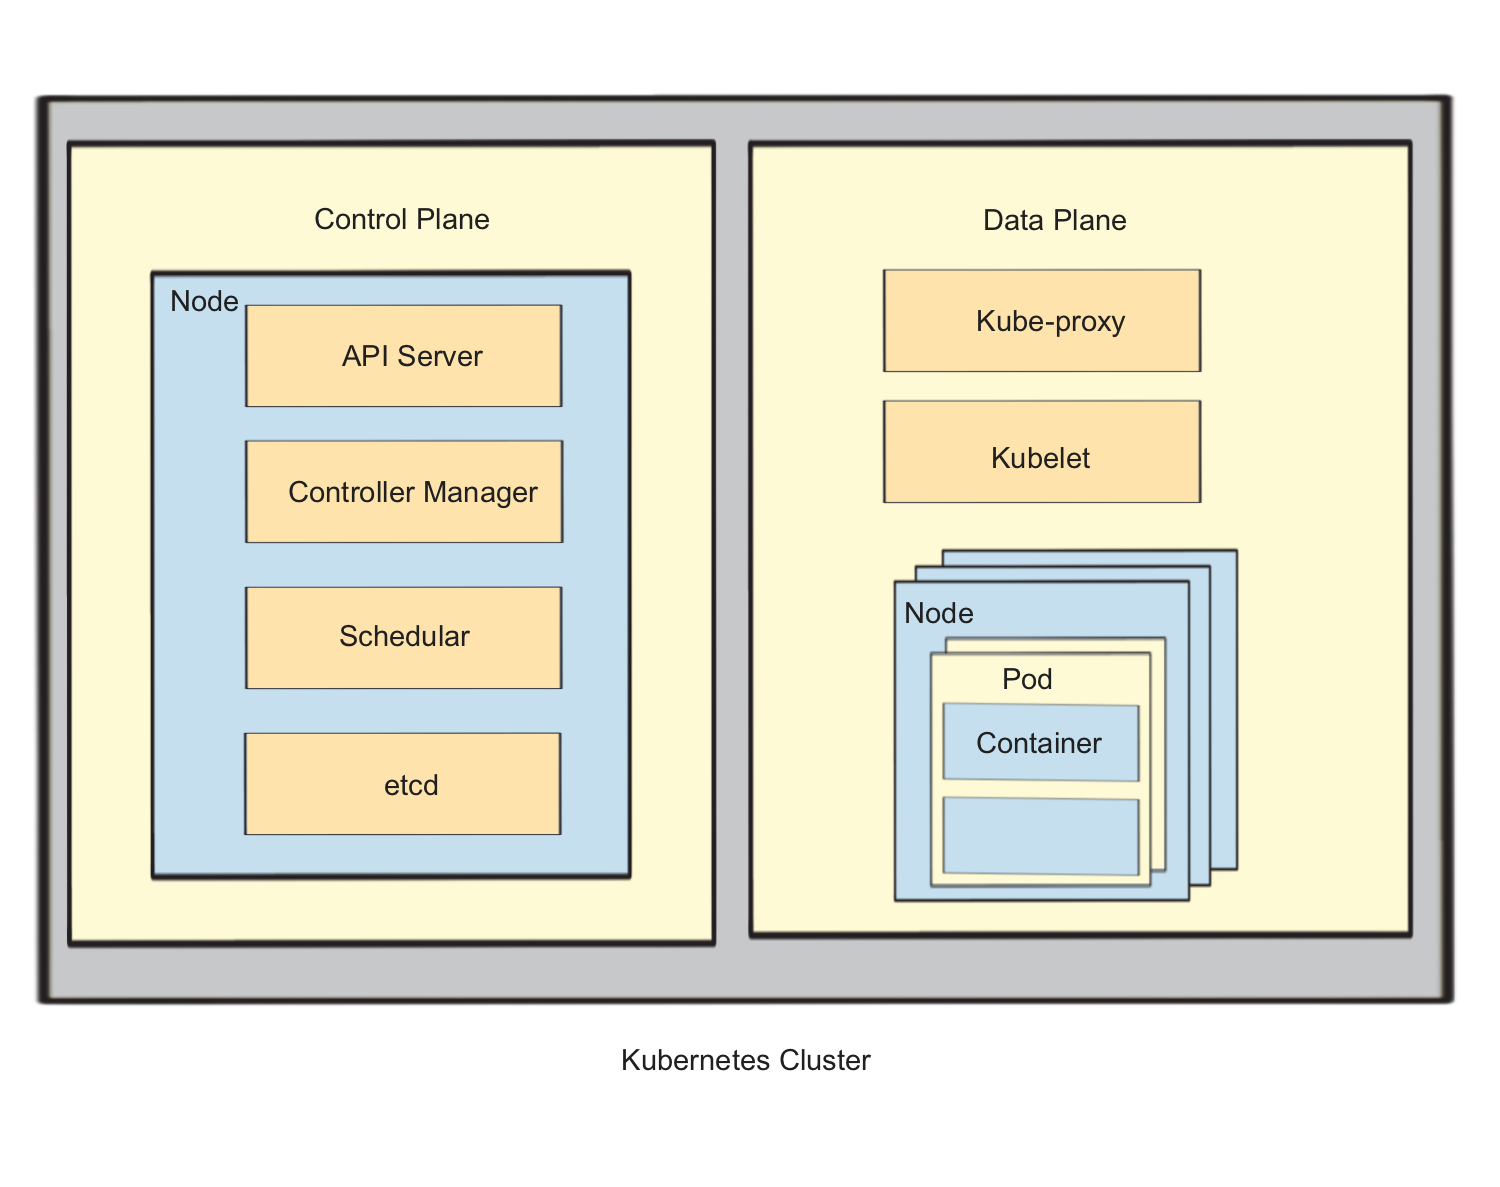 Control Plane
Node
API Server
Controller Manager
Schedular
etcd
Data Plane
Kube-proxy
Kubelet
Node
Pod
Container
Kubernetes Cluster